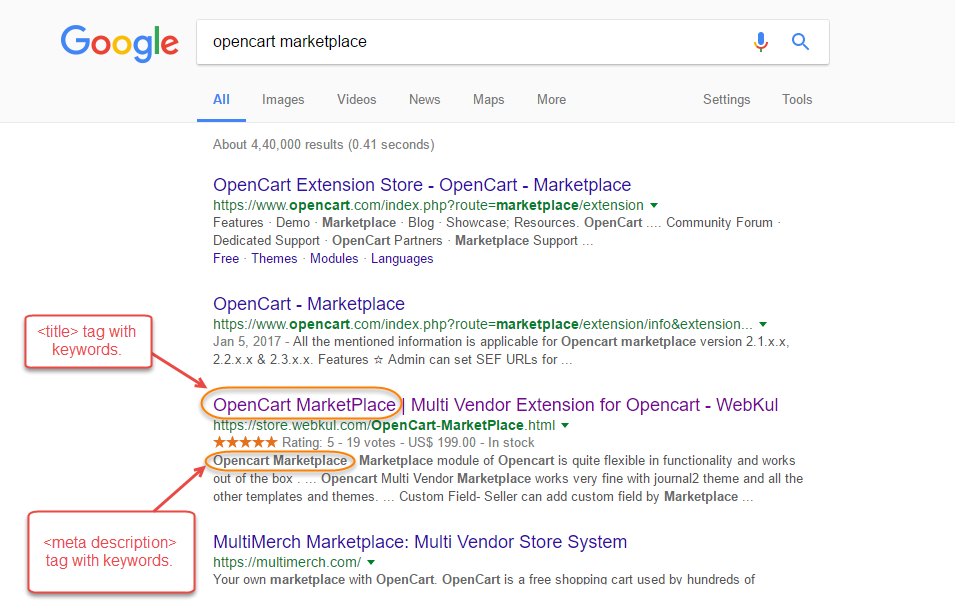 Google
opencart marketplace
All Images Videos News Maps More Settings Tools
About 4,40,000 results (0.41 seconds)
OpenCart Extension Store - OpenCart - Marketplace
https://www.opencart.com/index.php?route=marketplace/extension
Features · Demo · Marketplace · Blog · Showcase; Resources. OpenCart .... Community Forum ·
Dedicated Support · OpenCart Partners · Marketplace Support ...
Free · Themes · Modules · Languages
OpenCart - Marketplace
https://www.opencart.com/index.php?route=marketplace/extension/info&extension...
Jan 5, 2017 - All the mentioned information is applicable for Opencart marketplace version 2.1.x.x,
2.2.x.x & 2.3.x.x. Features ☆ Admin can set SEF URLs for ...
<title> tag with
keywords.
OpenCart MarketPlace | Multi Vendor Extension for Opencart - WebKul
https://store.webkul.com/OpenCart-MarketPlace.html
★★★★★ Rating: 5 - 19 votes - US$ 199.00 - In stock
Opencart Marketplace Marketplace module of Opencart is quite flexible in functionality and works
out of the box . ... Opencart Multi Vendor Marketplace works very fine with journal2 theme and all the
other templates and themes. ... Custom Field- Seller can add custom field by Marketplace ...
<meta description>
tag with keywords.
MultiMerch Marketplace: Multi Vendor Store System
https://multimerch.com/
Your own marketplace with OpenCart. OpenCart is a free shopping cart used by hundreds of